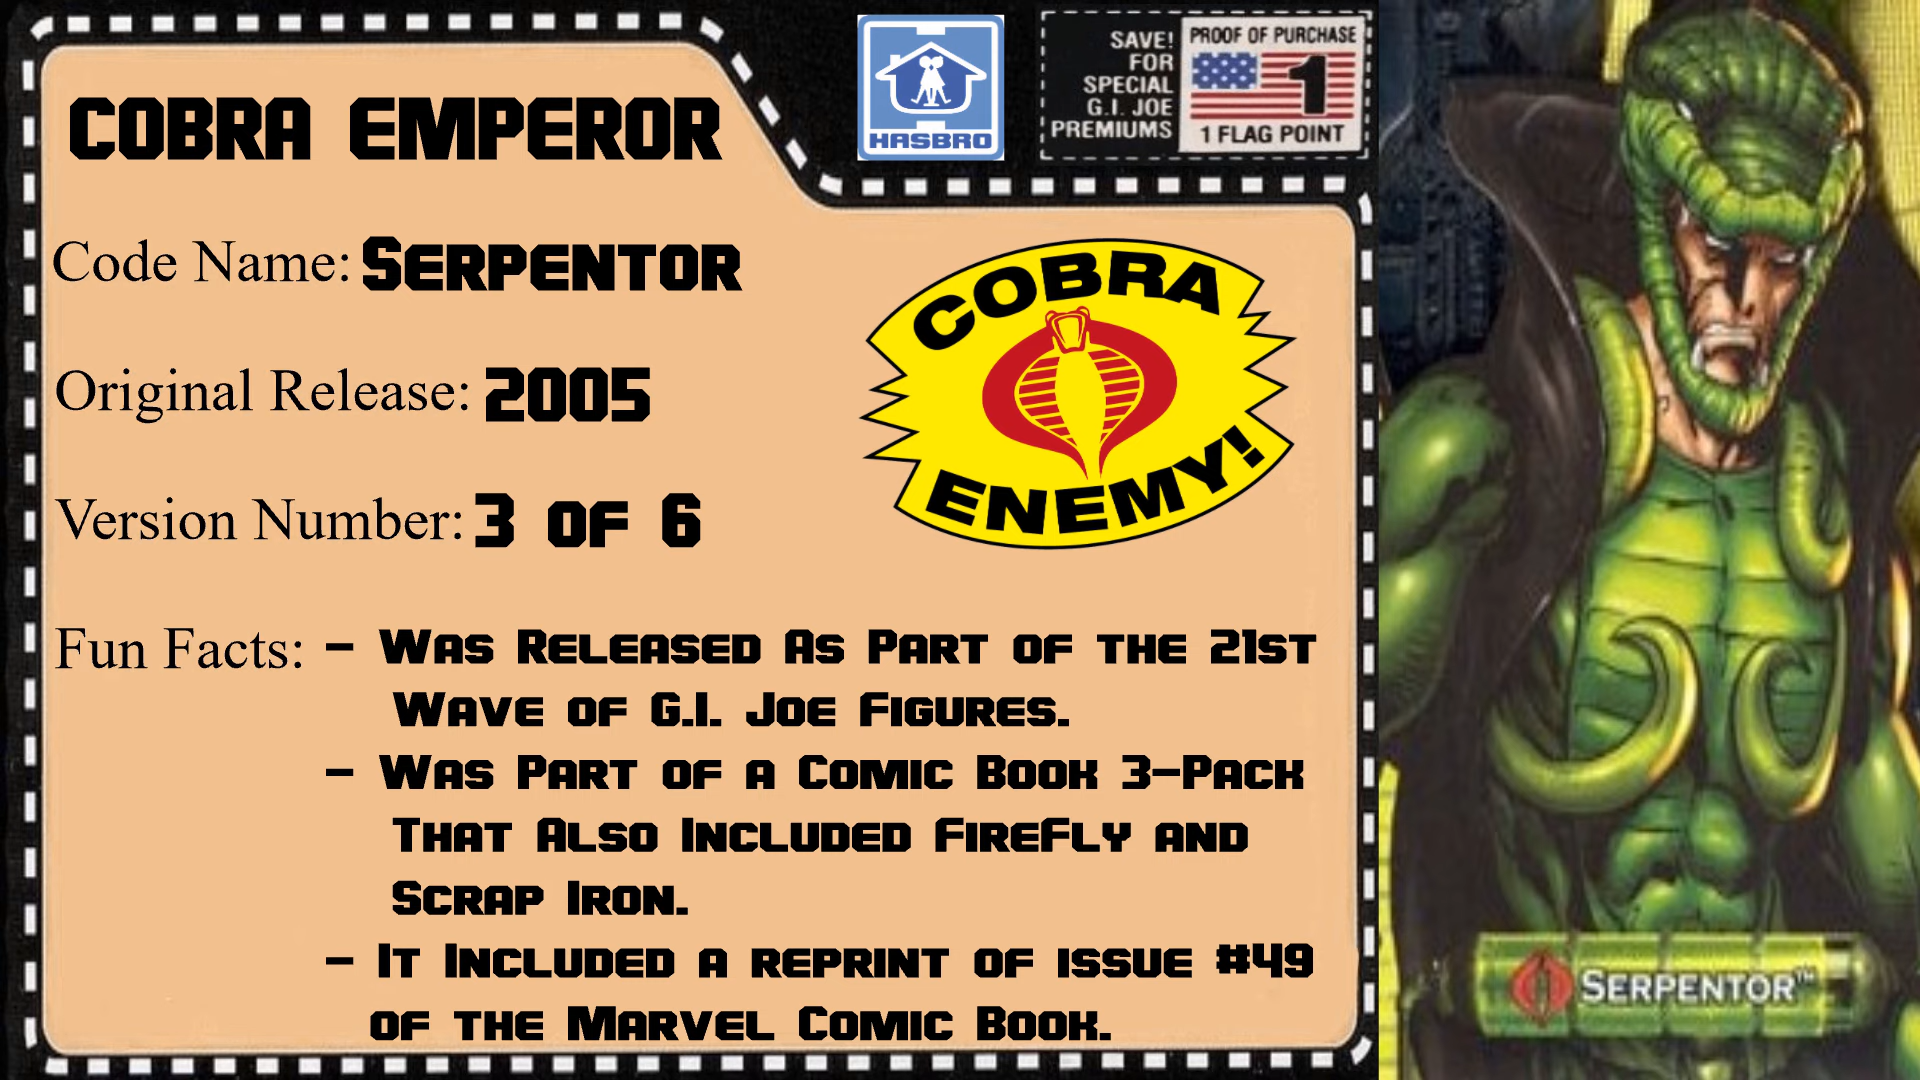 COBRA EMPEROR
HASBRO
SAVE!
FOR
SPECIAL
G.I. JOE
PREMIUMS
PROOF OF PURCHASE
1
1 FLAG POINT
Code Name: SERPENTOR
Original Release: 2005
Version Number: 3 OF 6
COBRA
ENEMY!
Fun Facts: - WAS RELEASED AS PART OF THE 21ST
WAVE OF G.I. JOE FIGURES.
- WAS PART OF A COMIC BOOK 3-PACK
THAT ALSO INCLUDED FIREFLY AND
SCRAP IRON.
- IT INCLUDED A REPRINT OF ISSUE #49
OF THE MARVEL COMIC BOOK.
SERPENTOR™